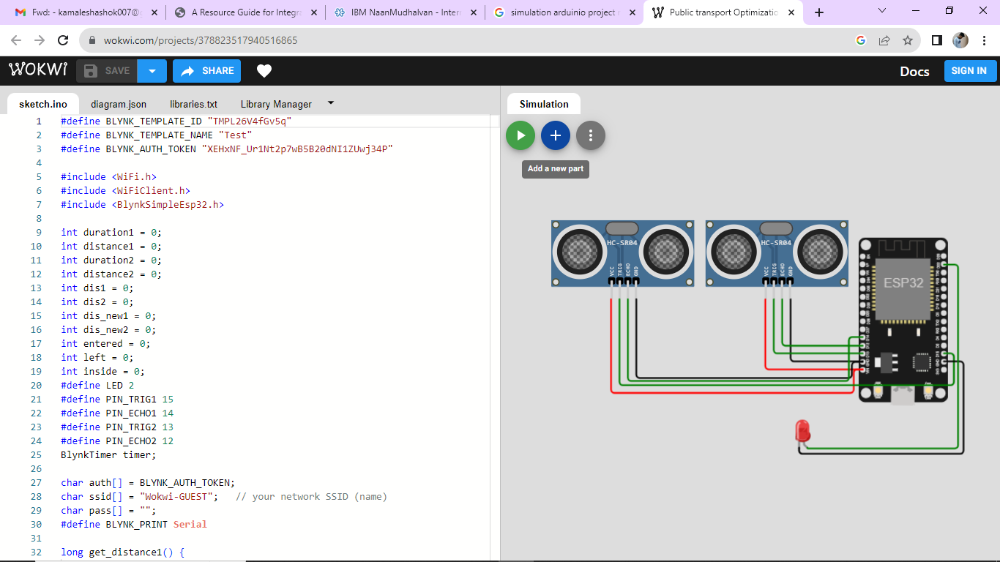 Fwd: - kamaleshashok007@
A Resource Guide for Integra
IBM NaanMudhalvan - Intern
simulation arduinio project
Public transport Optimizatio
wokwi.com/projects/378823517940516865
WOKWI
SAVE
SHARE
Docs
SIGN IN
sketch.ino
diagram.json
libraries.txt
Library Manager
Simulation
1 #define BLYNK_TEMPLATE_ID "TMPL26V4fGv5q"
2 #define BLYNK_TEMPLATE_NAME "Test"
3 #define BLYNK_AUTH_TOKEN "XEHxNF_Ur1Nt2p7wB5B20dNI1ZUwj34P"
4
5 #include <WiFi.h>
6 #include <WiFiClient.h>
7 #include <BlynkSimpleEsp32.h>
8
9 int duration1 = 0;
10 int distance1 = 0;
11 int duration2 = 0;
12 int distance2 = 0;
13 int dis1 = 0;
14 int dis2 = 0;
15 int dis_new1 = 0;
16 int dis_new2 = 0;
17 int entered = 0;
18 int left = 0;
19 int inside = 0;
20 #define LED 2
21 #define PIN_TRIG1 15
22 #define PIN_ECHO1 14
23 #define PIN_TRIG2 13
24 #define PIN_ECHO2 12
25 BlynkTimer timer;
26
27 char auth[] = BLYNK_AUTH_TOKEN;
28 char ssid[] = "Wokwi-GUEST";   // your network SSID (name)
29 char pass[] = "";
30 #define BLYNK_PRINT Serial
31
32 long get_distance1() {
Add a new part
HC-SR04
VCC
TRIG
ECHO
GND
HC-SR04
VCC
TRIG
ECHO
GND
ESP32